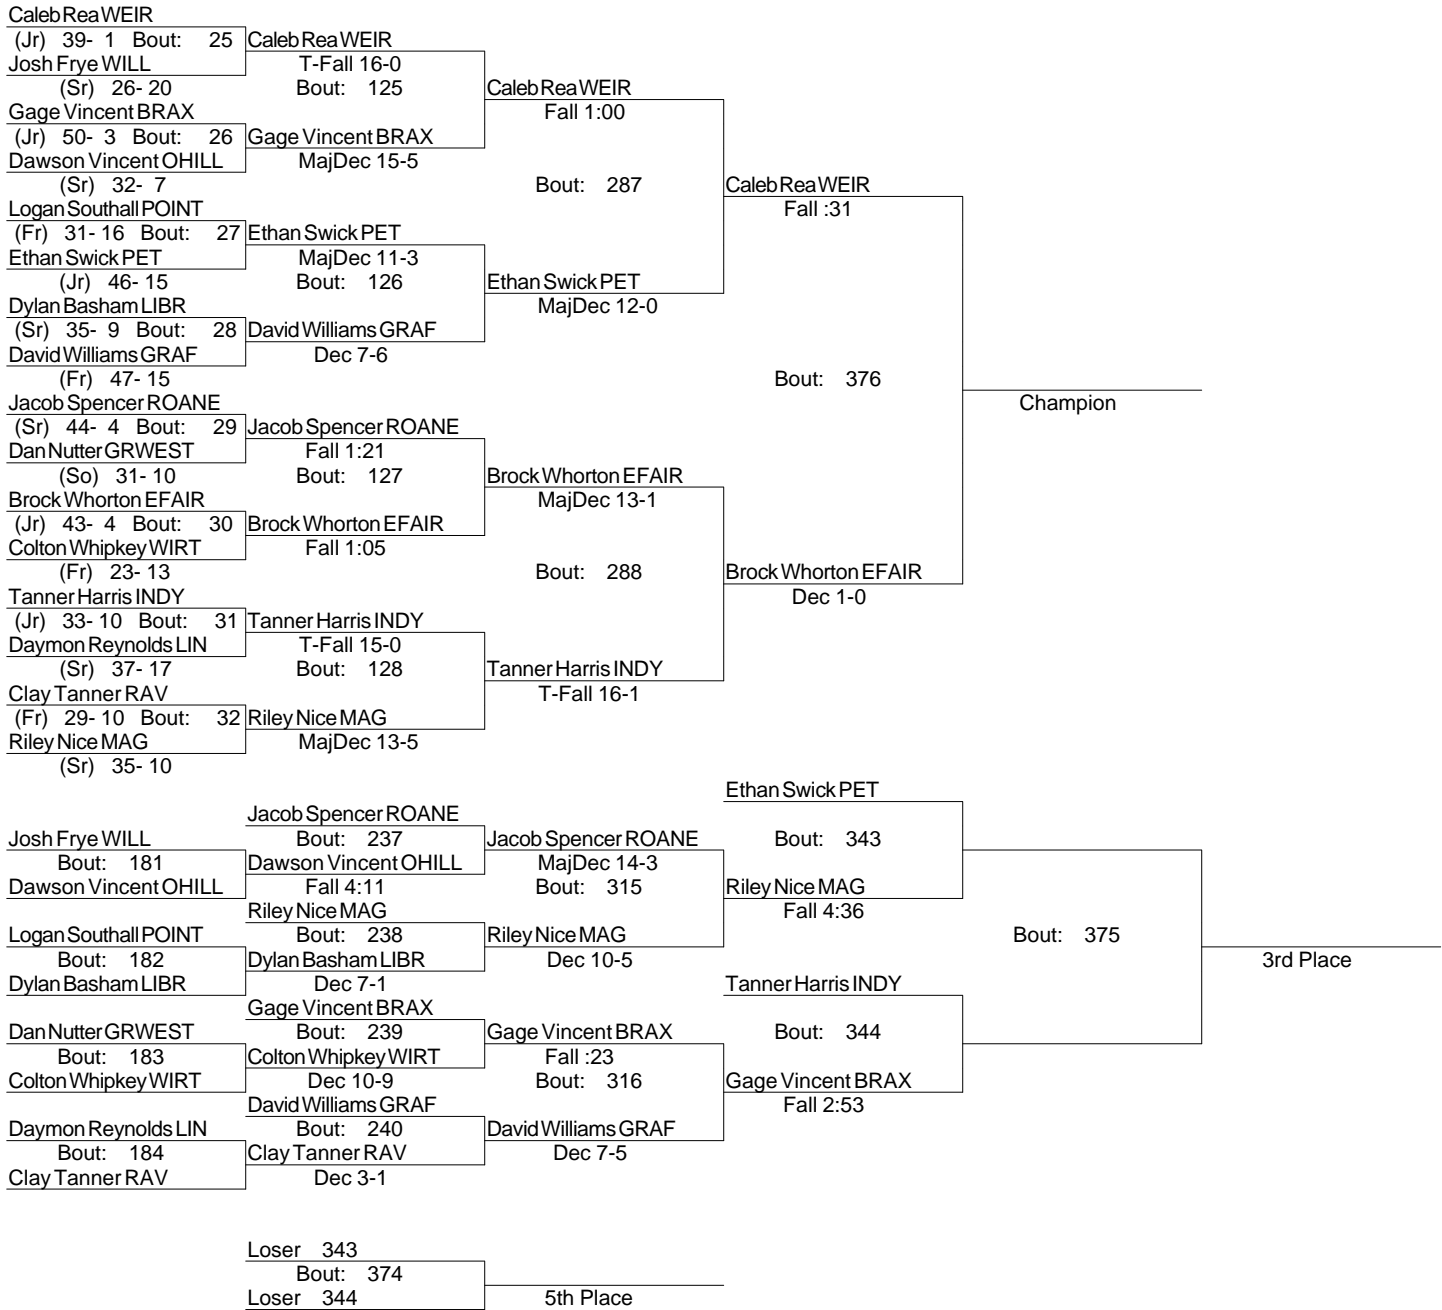 Caleb Rea WEIR
(Jr) 39- 1 Bout: 25 Caleb Rea WEIR
Josh Frye WILL T-Fall 16-0
(Sr) 26- 20 Bout: 125 Caleb Rea WEIR
Gage Vincent BRAX Fall 1:00
(Jr) 50- 3 Bout: 26 Gage Vincent BRAX
Dawson Vincent OHILL MajDec 15-5
(Sr) 32- 7 Bout: 287 Caleb Rea WEIR
Logan Southall POINT Fall :31
(Fr) 31- 16 Bout: 27 Ethan Swick PET
Ethan Swick PET MajDec 11-3
(Jr) 46- 15 Bout: 126 Ethan Swick PET
Dylan Basham LIBR MajDec 12-0
(Sr) 35- 9 Bout: 28 David Williams GRAF
David Williams GRAF Dec 7-6
(Fr) 47- 15 Bout: 376
Jacob Spencer ROANE Champion
(Sr) 44- 4 Bout: 29 Jacob Spencer ROANE
Dan Nutter GRWEST Fall 1:21
(So) 31- 10 Bout: 127 Brock Whorton EFAIR
Brock Whorton EFAIR MajDec 13-1
(Jr) 43- 4 Bout: 30 Brock Whorton EFAIR
Colton Whipkey WIRT Fall 1:05
(Fr) 23- 13 Bout: 288 Brock Whorton EFAIR
Tanner Harris INDY Dec 1-0
(Jr) 33- 10 Bout: 31 Tanner Harris INDY
Daymon Reynolds LIN T-Fall 15-0
(Sr) 37- 17 Bout: 128 Tanner Harris INDY
Clay Tanner RAV T-Fall 16-1
(Fr) 29- 10 Bout: 32 Riley Nice MAG
Riley Nice MAG MajDec 13-5
(Sr) 35- 10
Ethan Swick PET
Jacob Spencer ROANE
Josh Frye WILL Bout: 237 Jacob Spencer ROANE Bout: 343
Bout: 181 Dawson Vincent OHILL MajDec 14-3
Dawson Vincent OHILL Fall 4:11 Bout: 315 Riley Nice MAG
Riley Nice MAG Fall 4:36
Logan Southall POINT Bout: 238 Riley Nice MAG Bout: 375
Bout: 182 Dylan Basham LIBR Dec 10-5 3rd Place
Dylan Basham LIBR Dec 7-1 Tanner Harris INDY
Gage Vincent BRAX
Dan Nutter GRWEST Bout: 239 Gage Vincent BRAX Bout: 344
Bout: 183 Colton Whipkey WIRT Fall :23
Colton Whipkey WIRT Dec 10-9 Bout: 316 Gage Vincent BRAX
David Williams GRAF Fall 2:53
Daymon Reynolds LIN Bout: 240 David Williams GRAF
Bout: 184 Clay Tanner RAV Dec 7-5
Clay Tanner RAV Dec 3-1
Loser 343
Bout: 374
Loser 344 5th Place